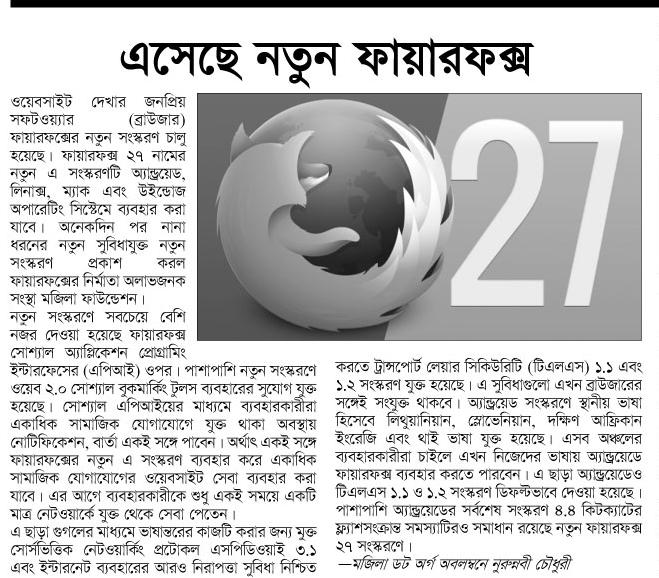 এসেছে নতুন ফায়ারফক্স
ওয়েবসাইট দেখার জনপ্রিয়
সফটওয়্যার (ব্রাউজার)
ফায়ারফক্সের নতুন সংস্করণ চালু
হয়েছে। ফায়ারফক্স ২৭ নামের
নতুন এ সংস্করণটি অ্যান্ড্রয়েড,
লিনাক্স, ম্যাক এবং উইন্ডোজ
অপারেটিং সিস্টেমে ব্যবহার করা
যাবে। অনেকদিন পর নানা
ধরনের নতুন সুবিধাযুক্ত নতুন
সংস্করণ প্রকাশ করল
ফায়ারফক্সের নির্মাতা অলাভজনক
সংস্থা মজিলা ফাউন্ডেশন।
নতুন সংস্করণে সবচেয়ে বেশি
নজর দেওয়া হয়েছে ফায়ারফক্স
সোশ্যাল অ্যাপ্লিকেশন প্রোগ্রামিং
ইন্টারফেসের (এপিআই) ওপর। পাশাপাশি নতুন সংস্করণে
ওয়েব ২.০ সোশ্যাল বুকমার্কিং টুলস ব্যবহারের সুযোগ যুক্ত
হয়েছে। সোশ্যাল এপিআইয়ের মাধ্যমে ব্যবহারকারীরা
একাধিক সামাজিক যোগাযোগে যুক্ত থাকা অবস্থায়
নোটিফিকেশন, বার্তা একই সঙ্গে পাবেন। অর্থাৎ একই সঙ্গে
ফায়ারফক্সের নতুন এ সংস্করণ ব্যবহার করে একাধিক
সামাজিক যোগাযোগের ওয়েবসাইট সেবা ব্যবহার করা
যাবে। এর আগে ব্যবহারকারীকে শুধু একই সময়ে একটি
মাত্র নেটওয়ার্কে যুক্ত থেকে সেবা পেতেন।
এ ছাড়া গুগলের মাধ্যমে ভাষান্তরের কাজটি করার জন্য মুক্ত
সোর্সভিত্তিক নেটওয়ার্কিং প্রটোকল এসপিডিওয়াই ৩.১
এবং ইন্টারনেট ব্যবহারের আরও নিরাপত্তা সুবিধা নিশ্চিত
27
করতে ট্রান্সপোর্ট লেয়ার সিকিউরিটি (টিএলএস) ১.১ এবং
১.২ সংস্করণ যুক্ত হয়েছে। এ সুবিধাগুলো এখন ব্রাউজারের
সঙ্গেই সংযুক্ত থাকবে। অ্যান্ড্রয়েড সংস্করণে স্থানীয় ভাষা
হিসেবে লিথুয়ানিয়ান, স্লোভেনিয়ান, দক্ষিণ আফ্রিকান
ইংরেজি এবং থাই ভাষা যুক্ত হয়েছে। এসব অঞ্চলের
ব্যবহারকারীরা চাইলে এখন নিজেদের ভাষায় অ্যান্ড্রয়েডে
ফায়ারফক্স ব্যবহার করতে পারবেন। এ ছাড়া অ্যান্ড্রয়েডেও
টিএলএস ১.১ ও ১.২ সংস্করণ ডিফল্টভাবে দেওয়া হয়েছে।
পাশাপাশি অ্যান্ড্রয়েডের সর্বশেষ সংস্করণ ৪.৪ কিটক্যাটের
ফ্ল্যাশসংক্রান্ত সমস্যাটিরও সমাধান রয়েছে নতুন ফায়ারফক্স
২৭ সংস্করণে।
—মজিলা ডট অর্গ অবলম্বনে নুরুন্নবী চৌধুরী